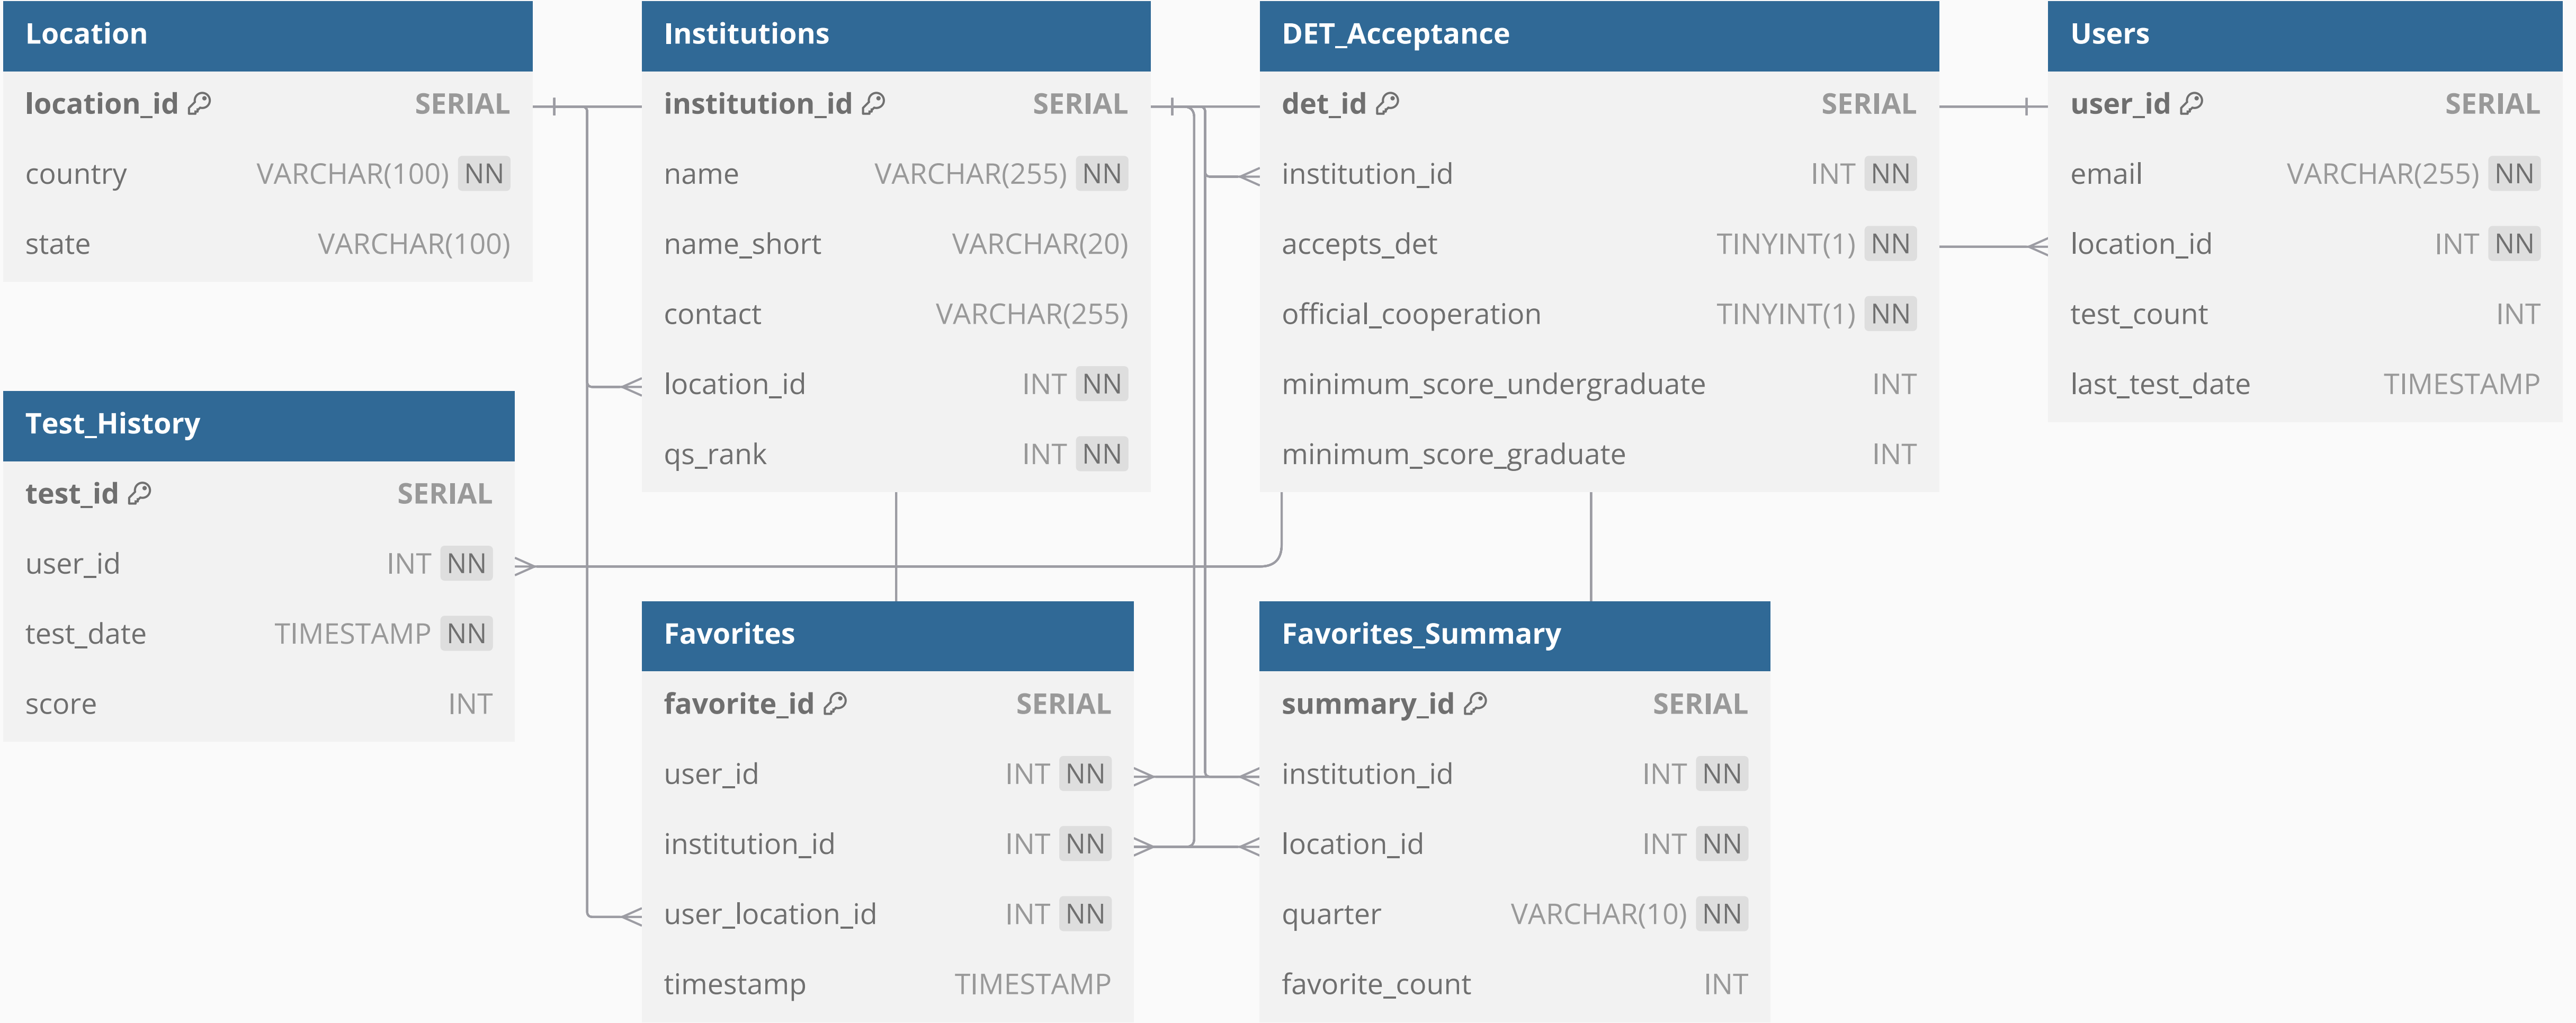 Location
location_id SERIAL
country VARCHAR(100) NN
state VARCHAR(100)
Institutions
institution_id SERIAL
name VARCHAR(255) NN
name_short VARCHAR(20)
contact VARCHAR(255)
location_id INT NN
qs_rank INT NN
DET_Acceptance
det_id SERIAL
institution_id INT NN
accepts_det TINYINT(1) NN
official_cooperation TINYINT(1) NN
minimum_score_undergraduate INT
minimum_score_graduate INT
Users
user_id SERIAL
email VARCHAR(255) NN
location_id INT NN
test_count INT
last_test_date TIMESTAMP
Test_History
test_id SERIAL
user_id INT NN
test_date TIMESTAMP NN
score INT
Favorites
favorite_id SERIAL
user_id INT NN
institution_id INT NN
user_location_id INT NN
timestamp TIMESTAMP
Favorites_Summary
summary_id SERIAL
institution_id INT NN
location_id INT NN
quarter VARCHAR(10) NN
favorite_count INT